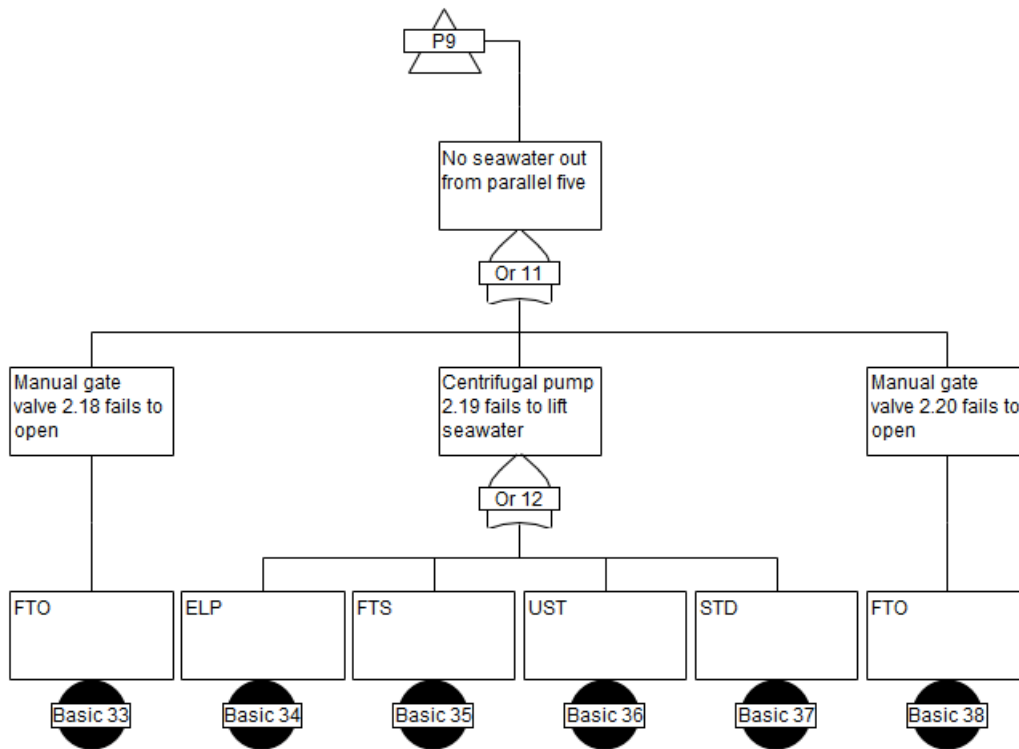 P9
No seawater out
from parallel five
Or 11
Manual gate
valve 2.18 fails to
open
Centrifugal pump
2.19 fails to lift
seawater
Manual gate
valve 2.20 fails to
open
Or 12
FTO
ELP
FTS
UST
STD
FTO
Basic 33
Basic 34
Basic 35
Basic 36
Basic 37
Basic 38